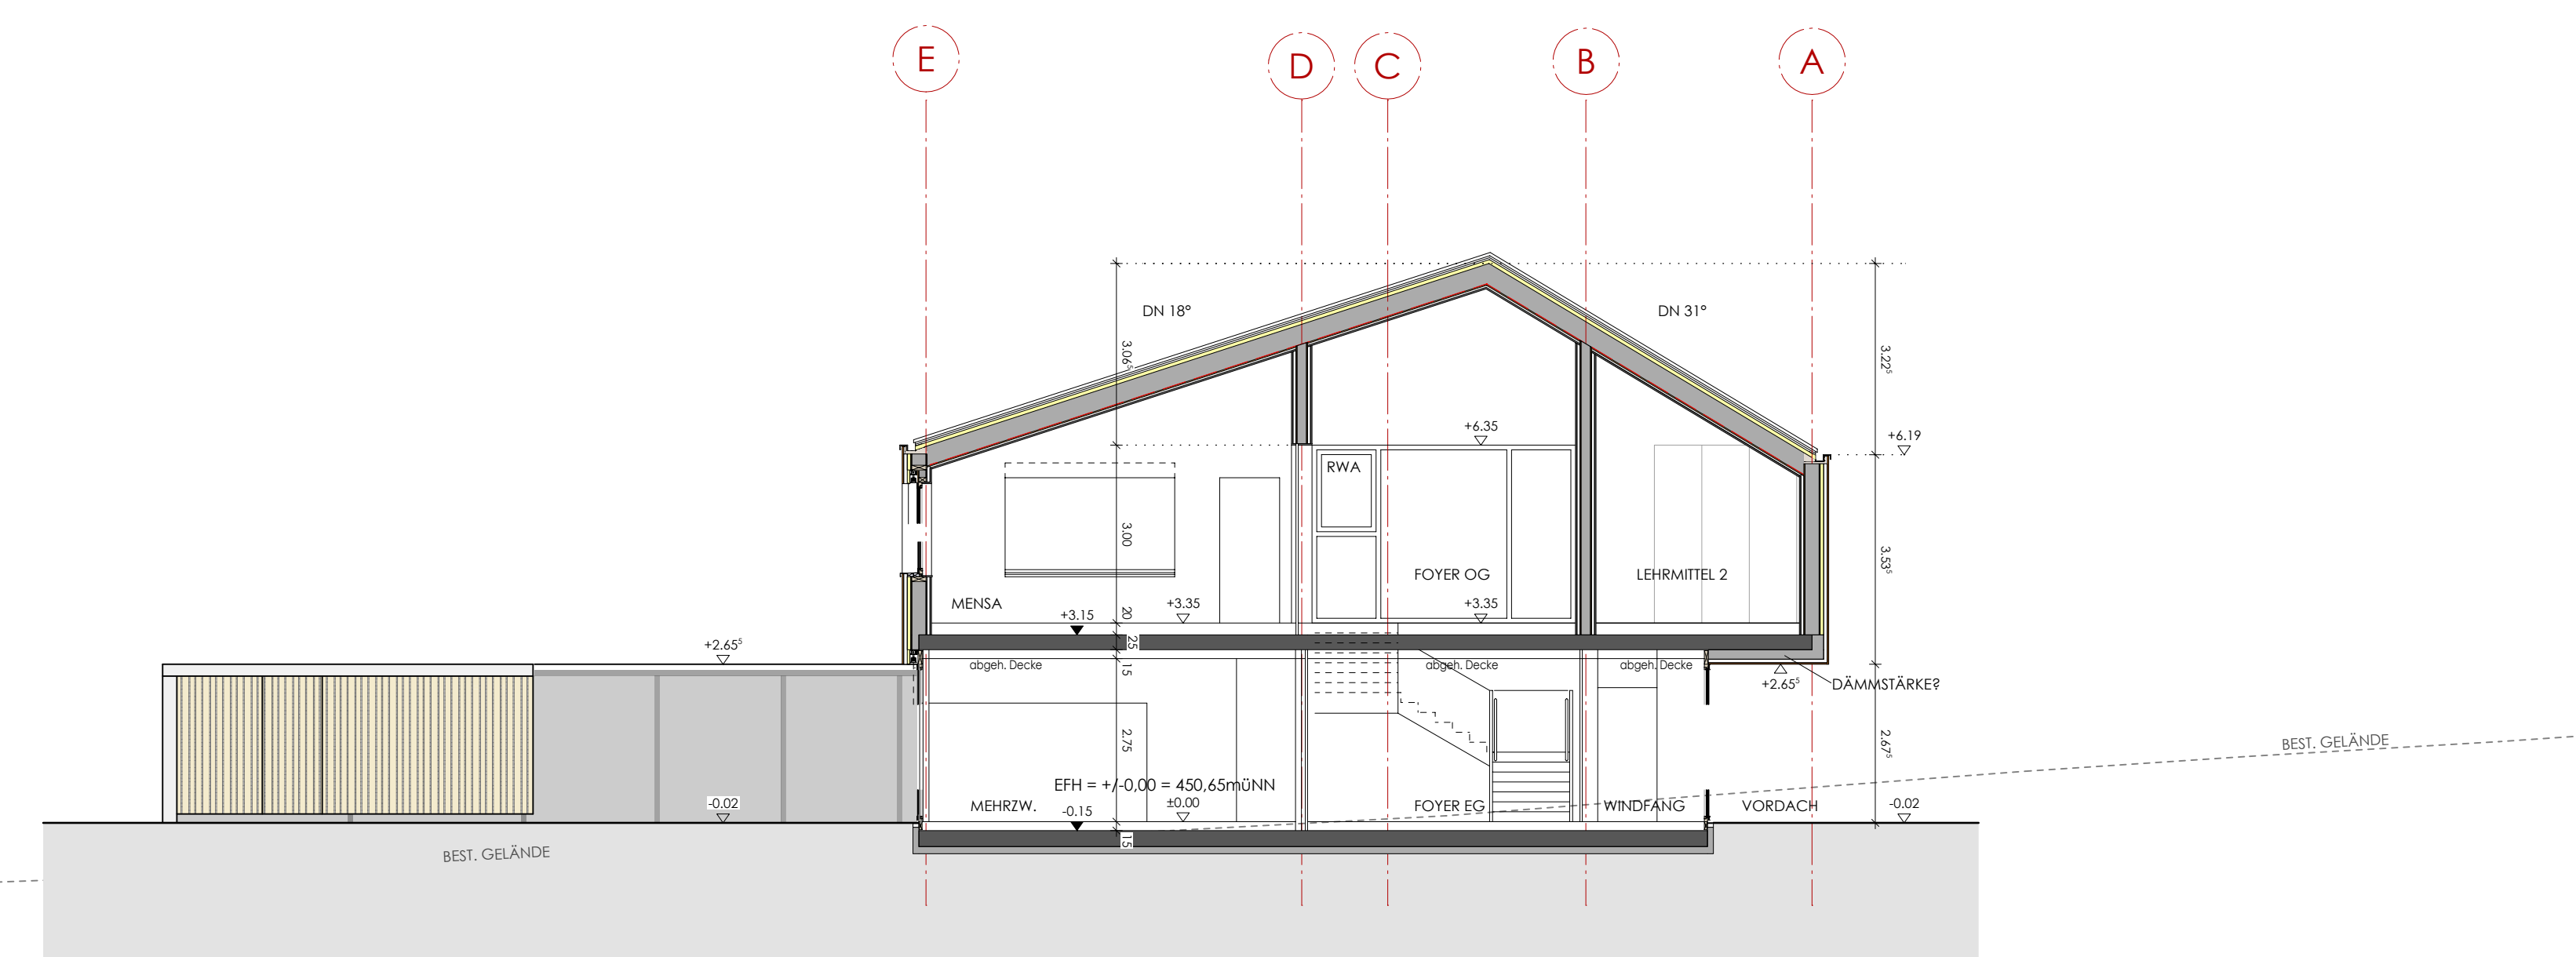 E
D
C
B
A
DN 18°
DN 31°
3.06⁵
3.22⁵
+6.35
+6.19
RWA
3.00
3.53⁵
FOYER OG
LEHRMITTEL 2
MENSA
+3.15
+3.35
+3.35
20
25
+2.65⁵
abgeh. Decke
15
abgeh. Decke
abgeh. Decke
+2.65⁵
DÄMMSTÄRKE?
2.75
2.67⁵
BEST. GELÄNDE
EFH = +/-0,00 = 450,65müNN
-0.02
MEHRZW.
-0.15
±0.00
FOYER EG
WINDFANG
VORDACH
-0.02
15
BEST. GELÄNDE